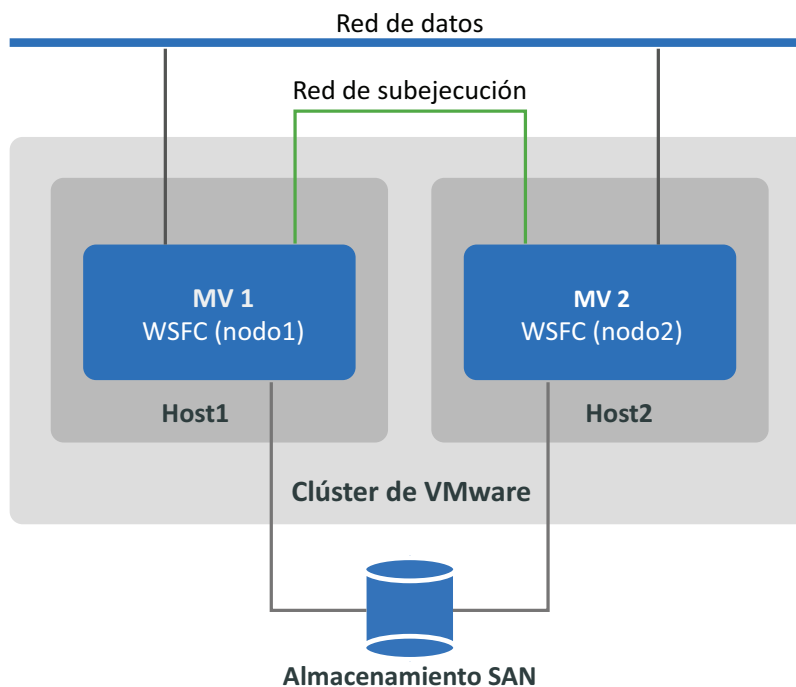 Red de datos
Red de subejecución
MV 1
WSFC (nodo1)
MV 2
WSFC (nodo2)
Host1
Host2
Clúster de VMware
Almacenamiento SAN